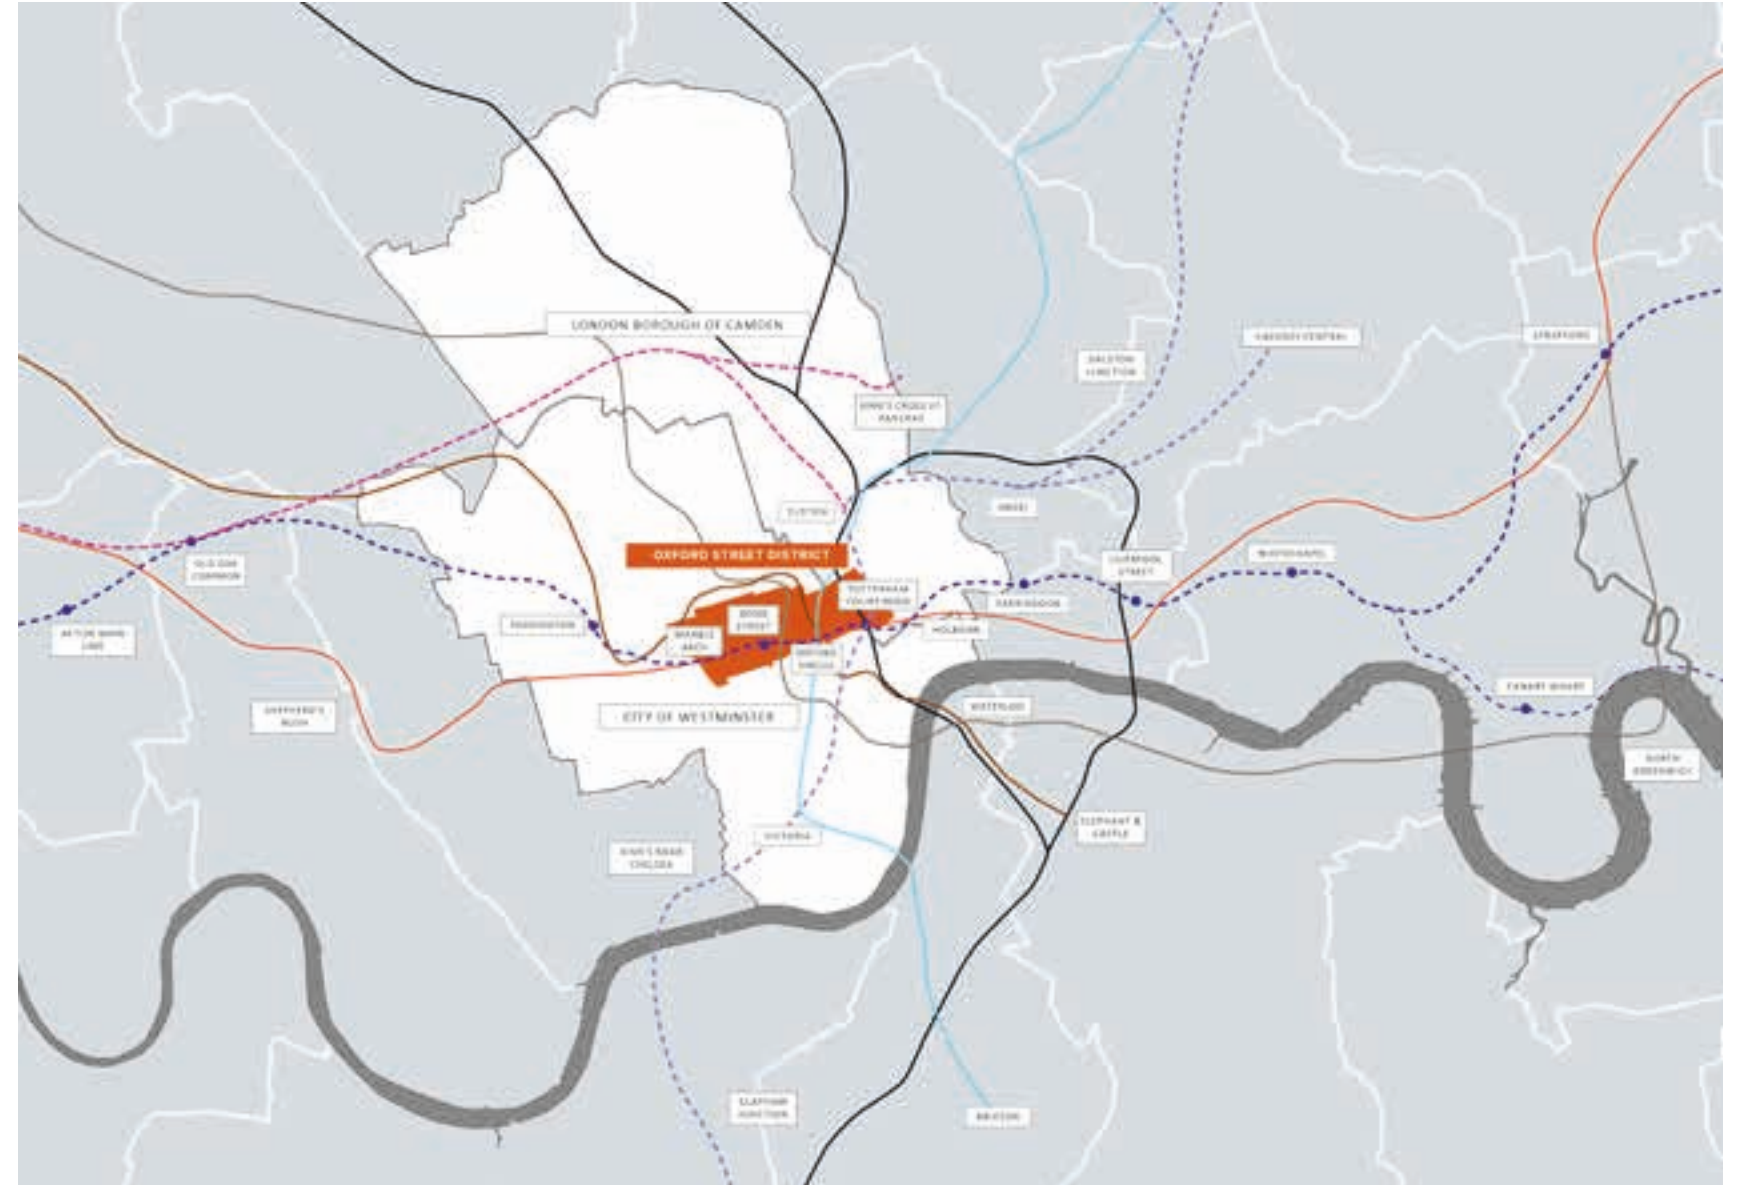 LONDON BOROUGH OF CAMDEN
STRATFORD
HACKNEY CENTRAL
DALSTON
JUNCTION
KING'S CROSS ST
PANCRAS
EUSTON
ANGEL
OXFORD STREET DISTRICT
LIVERPOOL
STREET
WHITECHAPEL
OLD OAK
COMMON
TOTTENHAM
COURT ROAD
FARRINGDON
BOND
STREET
PADDINGTON
HOLBORN
MARBLE
ARCH
ACTON MAIN
LINE
OXFORD
CIRCUS
CANARY WHARF
SHEPHERD'S
BUSH
CITY OF WESTMINSTER
WATERLOO
NORTH
GREENWICH
ELEPHANT &
CASTLE
VICTORIA
KING'S ROAD
CHELSEA
CLAPHAM
JUNCTION
BRIXTON